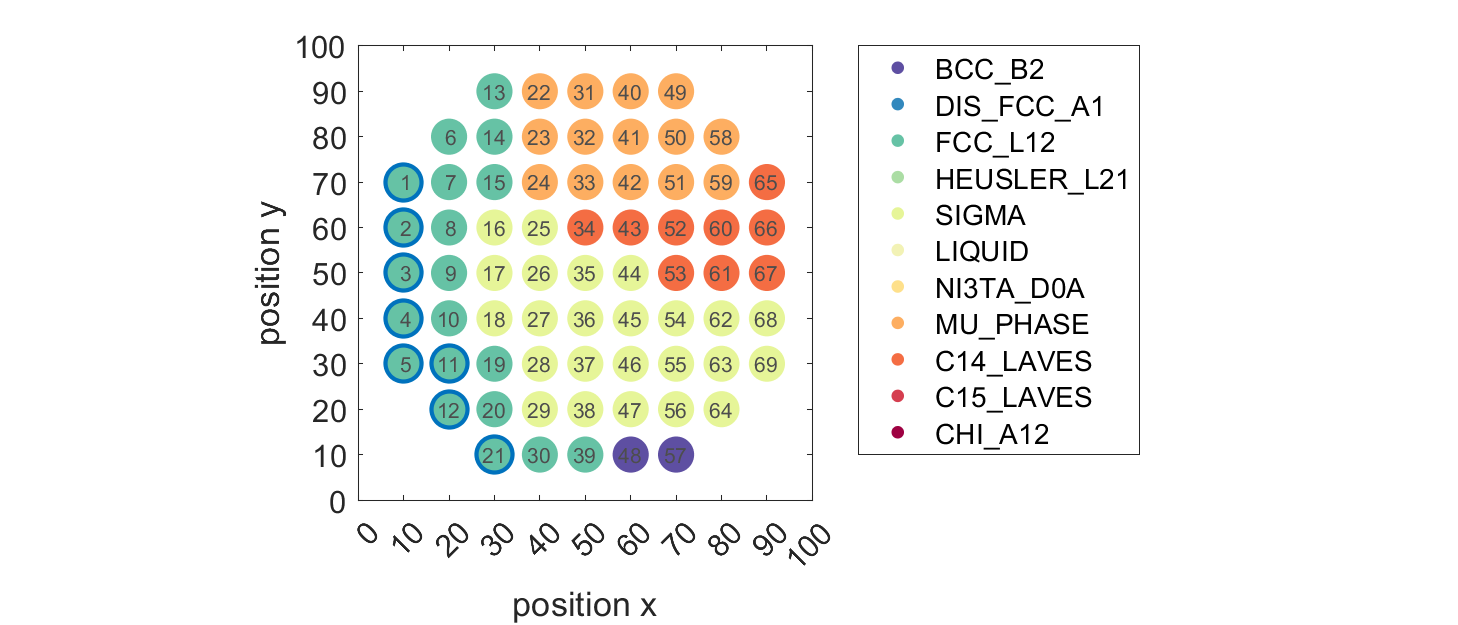 100
90
80
70
60
50
40
30
20
10
0
position y
13 22 31 40 49
6 14 23 32 41 50 58
1 7 15 24 33 42 51 59 65
2 8 16 25 34 43 52 60 66
3 9 17 26 35 44 53 61 67
4 10 18 27 36 45 54 62 68
5 11 19 28 37 46 55 63 69
12 20 29 38 47 56 64
21 30 39 48 57
0 10 20 30 40 50 60 70 80 90 100
position x
BCC_B2
DIS_FCC_A1
FCC_L12
HEUSLER_L21
SIGMA
LIQUID
NI3TA_D0A
MU_PHASE
C14_LAVES
C15_LAVES
CHI_A12